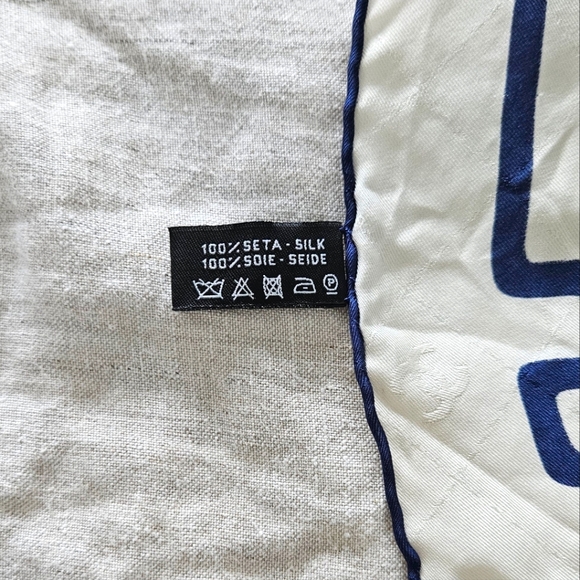 100% SETA - SILK
100% SOIE - SEIDE
P